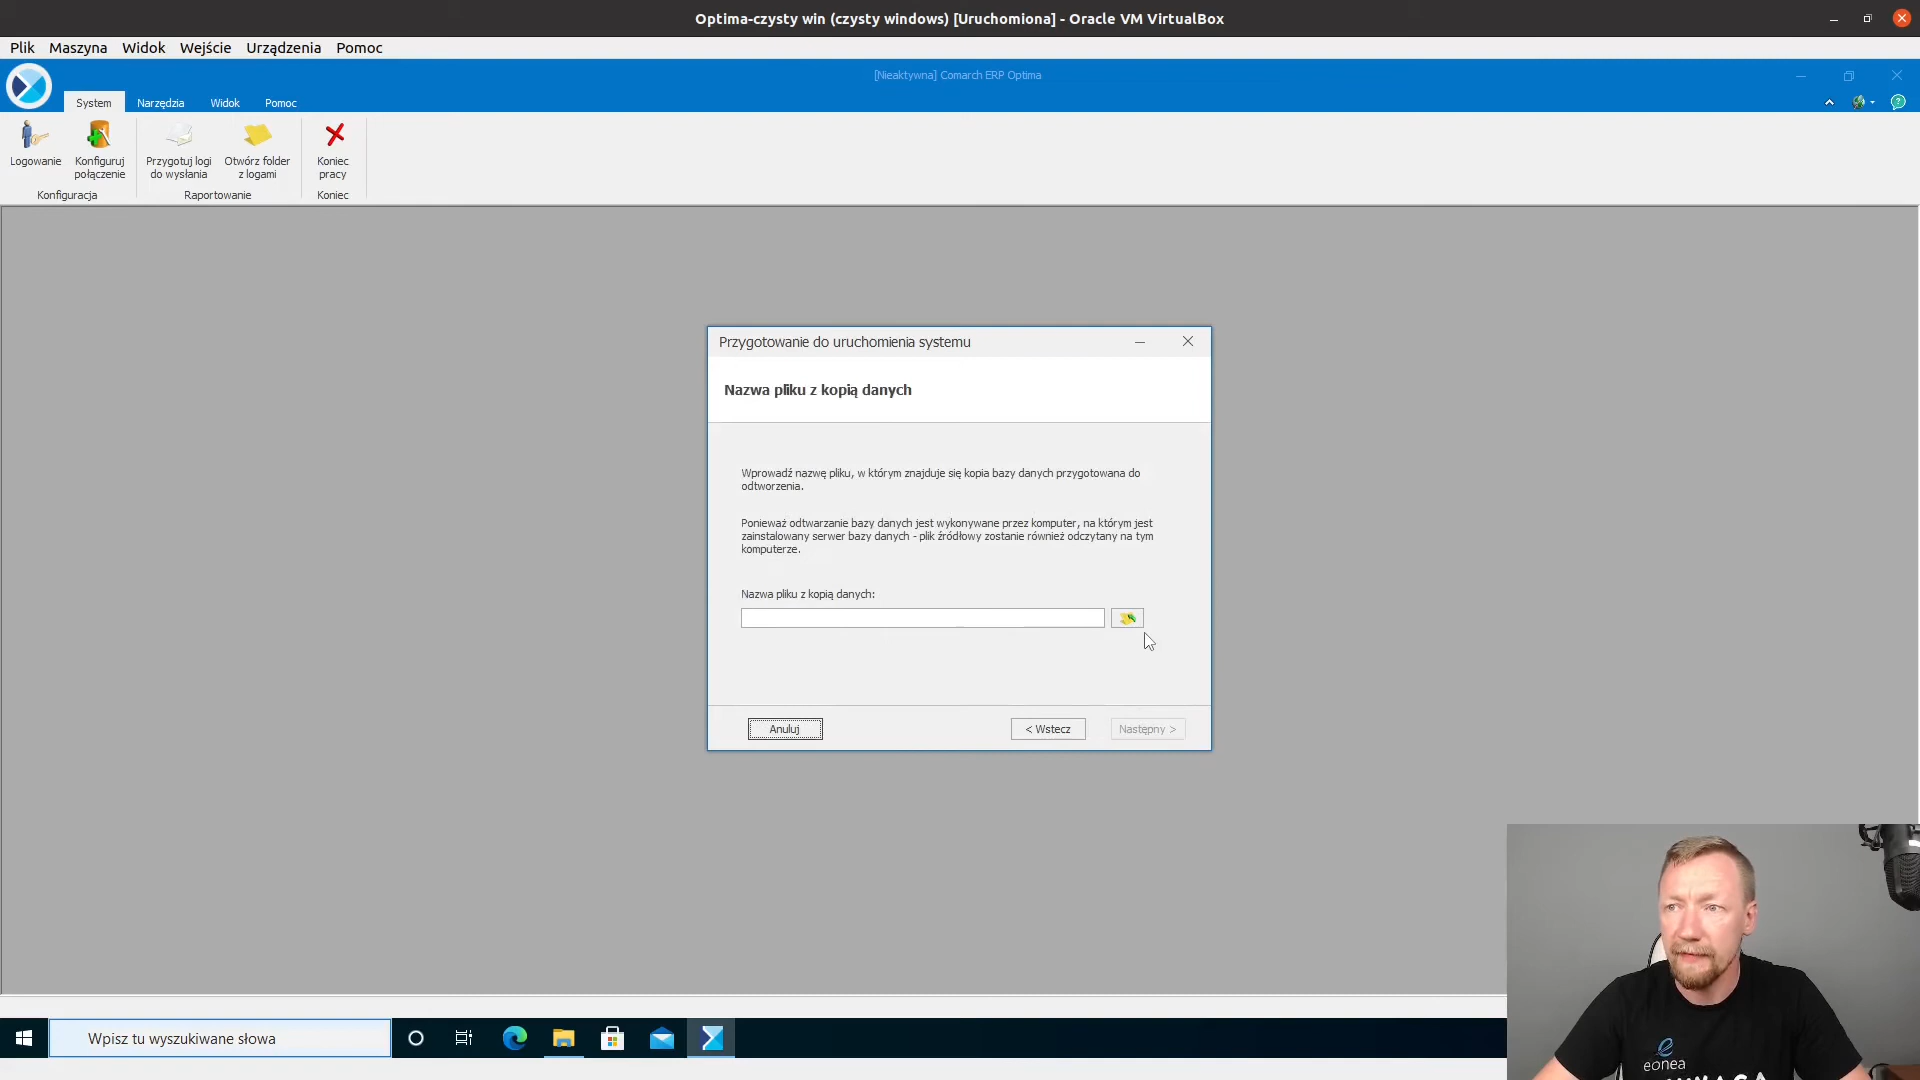 Optima-czysty win (czysty windows) [Uruchomiona] - Oracle VM VirtualBox
Plik Maszyna Widok Wejście Urządzenia Pomoc
[Nieaktywna] Comarch ERP Optima
System Narzędzia Widok Pomoc
Logowanie
Konfiguruj
połączenie
Przygotuj logi
do wysłania
Otwórz folder
z logami
Koniec
pracy
Konfiguracja Raportowanie Koniec
Przygotowanie do uruchomienia systemu
Nazwa pliku z kopią danych
Wprowadź nazwę pliku, w którym znajduje się kopia bazy danych przygotowana do
odtworzenia.
Ponieważ odtwarzanie bazy danych jest wykonywane przez komputer, na którym jest
zainstalowany serwer bazy danych - plik źródłowy zostanie również odczytany na tym
komputerze.
Nazwa pliku z kopią danych:
Anuluj < Wstecz Następny >
Wpisz tu wyszukiwane słowa
eonea